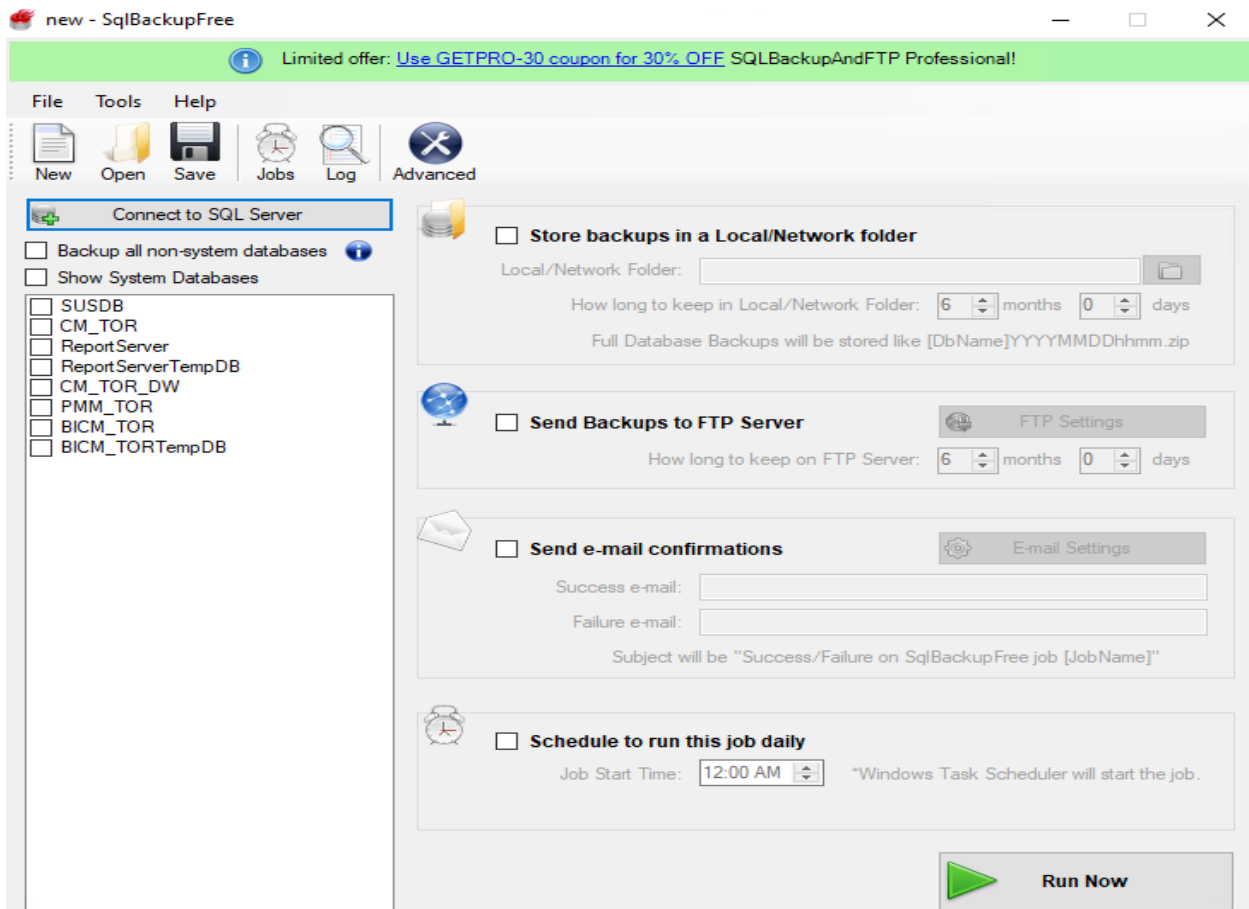 new - SqlBackupFree
Limited offer: Use GETPRO-30 coupon for 30% OFF SQLBackupAndFTP Professional!
File Tools Help
New Open Save Jobs Log Advanced
Connect to SQL Server
Backup all non-system databases
Show System Databases
SUSDB
CM_TOR
ReportServer
ReportServerTempDB
CM_TOR_DW
PMM_TOR
BICM_TOR
BICM_TORTempDB
Store backups in a Local/Network folder
Local/Network Folder:
How long to keep in Local/Network Folder: 6 months 0 days
Full Database Backups will be stored like [DbName]YYYYMMDDhhmm.zip
Send Backups to FTP Server FTP Settings
How long to keep on FTP Server: 6 months 0 days
Send e-mail confirmations E-mail Settings
Success e-mail:
Failure e-mail:
Subject will be "Success/Failure on SqlBackupFree job [JobName]"
Schedule to run this job daily
Job Start Time: 12:00 AM *Windows Task Scheduler will start the job.
Run Now